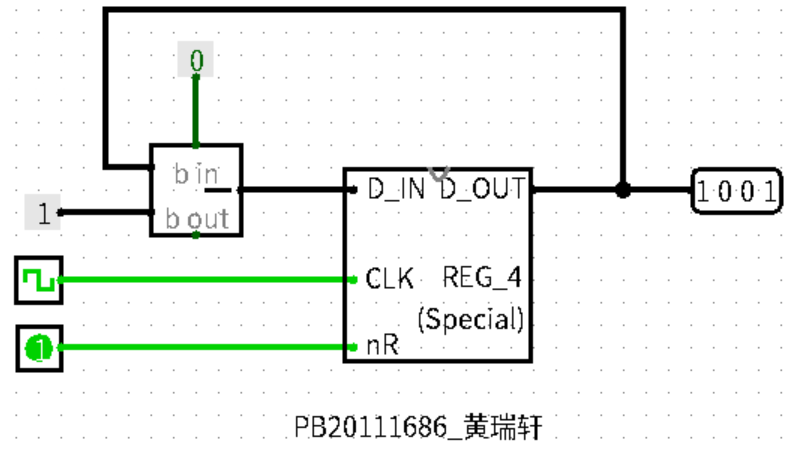 0
b in
D_IN D_OUT
1001
1
b out
CLK REG_4
(Special)
1
nR
PB20111686_黄瑞轩